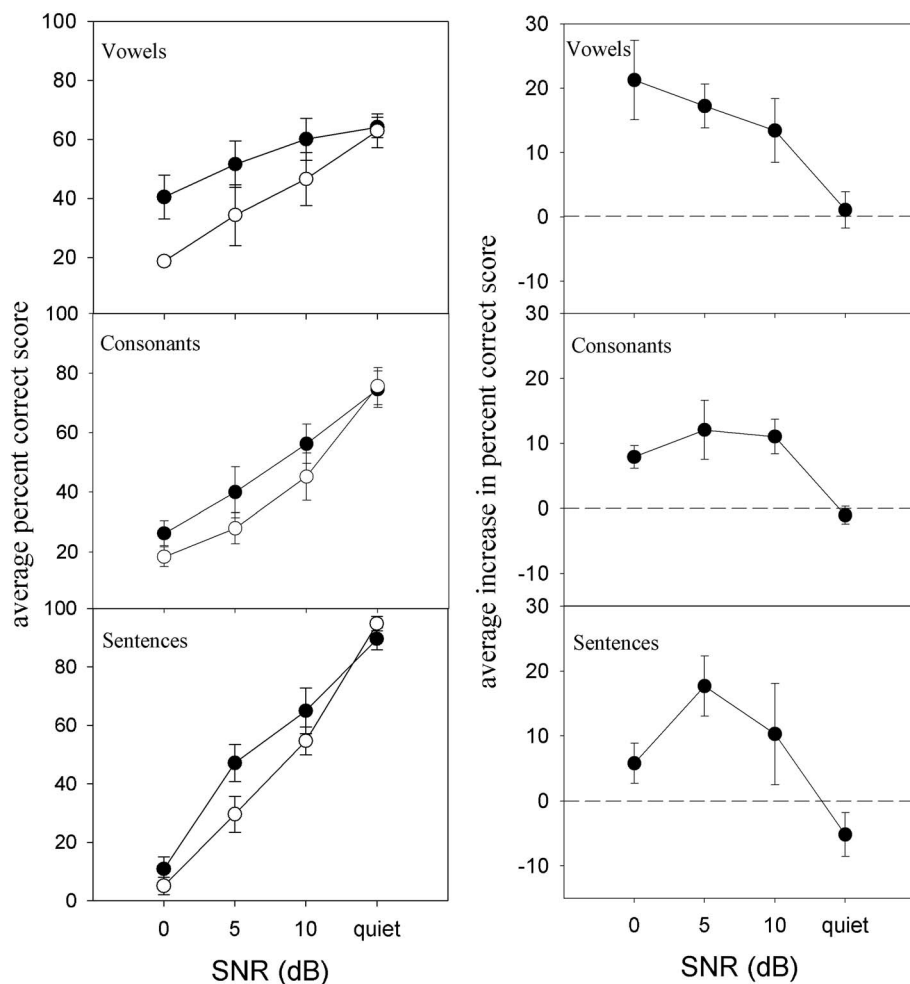 average percent correct score
100
Vowels
80
60
40
20
100
Consonants
80
60
40
20
100
Sentences
80
60
40
20
0
0 5 10 quiet
SNR (dB)
average increase in percent correct score
30
Vowels
20
10
0
-10
30
Consonants
20
10
0
-10
30
Sentences
20
10
0
-10
0 5 10 quiet
SNR (dB)